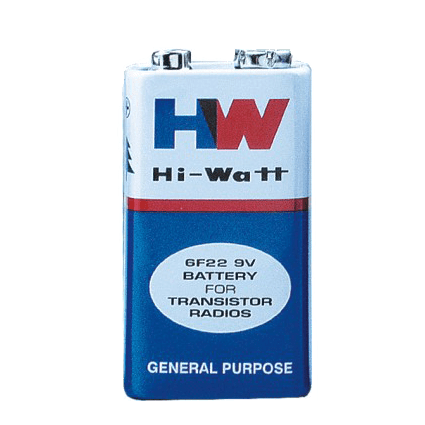 HW
Hi-Watt
6F22 9V
BATTERY
FOR
TRANSISTOR
RADIOS
GENERAL PURPOSE